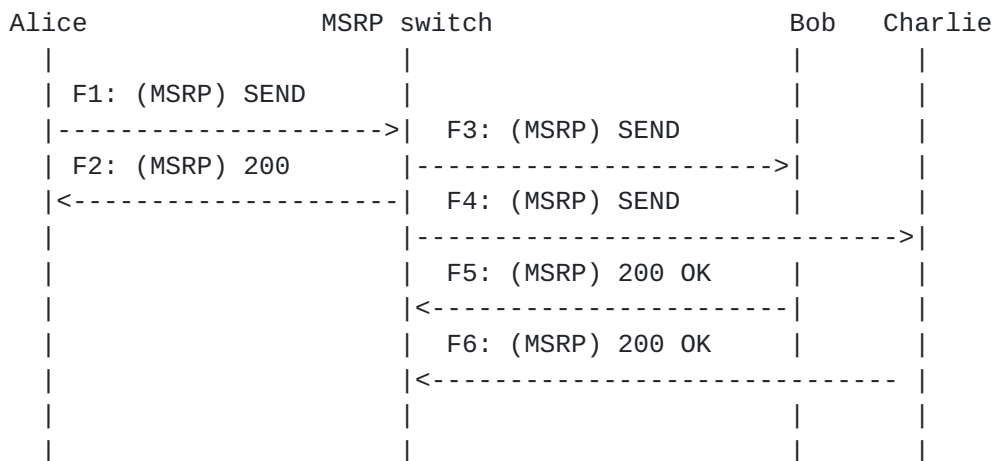 Alice MSRP switch Bob Charlie
F1: (MSRP) SEND
F3: (MSRP) SEND
F2: (MSRP) 200
F4: (MSRP) SEND
F5: (MSRP) 200 OK
F6: (MSRP) 200 OK